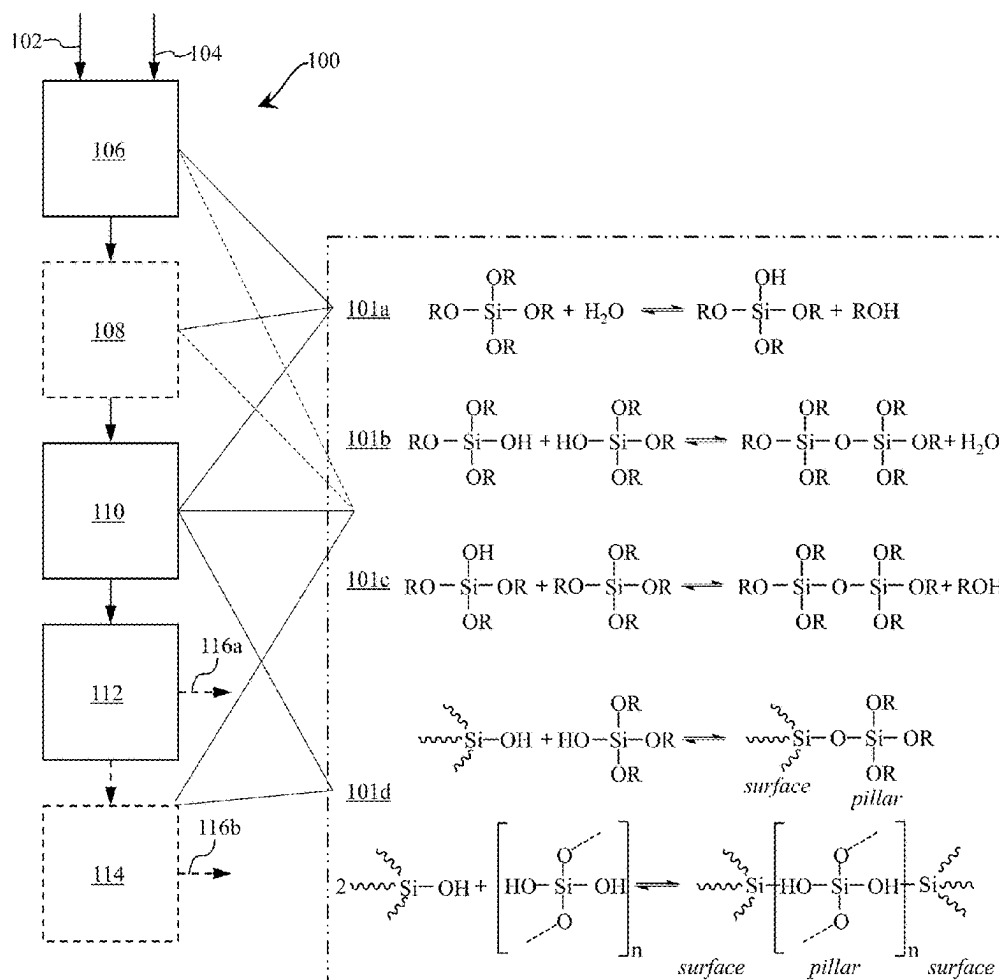 102
104
100
106
108
110
112
116a
114
116b
101a
OR
RO—Si—OR + H₂O ⇌ RO—Si—OR + ROH
OR
OH
OR
101b
OR OR OR OR
RO—Si—OH + HO—Si—OR ⇌ RO—Si—O—Si—OR + H₂O
OR OR OR OR
101c
OH OR OR OR
RO—Si—OR + RO—Si—OR ⇌ RO—Si—O—Si—OR + ROH
OR OR OR OR
OR OR
Si—OH + HO—Si—OR ⇌ Si—O—Si—OR
OR OR
surface pillar
101d
O O
2 Si—OH + [HO—Si—OH]n ⇌ Si[HO—Si—OH]n Si
O O
surface pillar surface